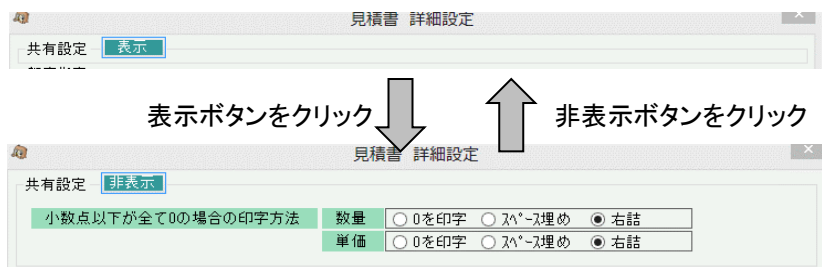 見積書 詳細設定
共有設定 表示
表示ボタンをクリック 非表示ボタンをクリック
見積書 詳細設定
共有設定 非表示
小数点以下が全て0の場合の印字方法 数量 0を印字 ｽﾍﾟｰｽ埋め 右詰
単価 0を印字 ｽﾍﾟｰｽ埋め 右詰